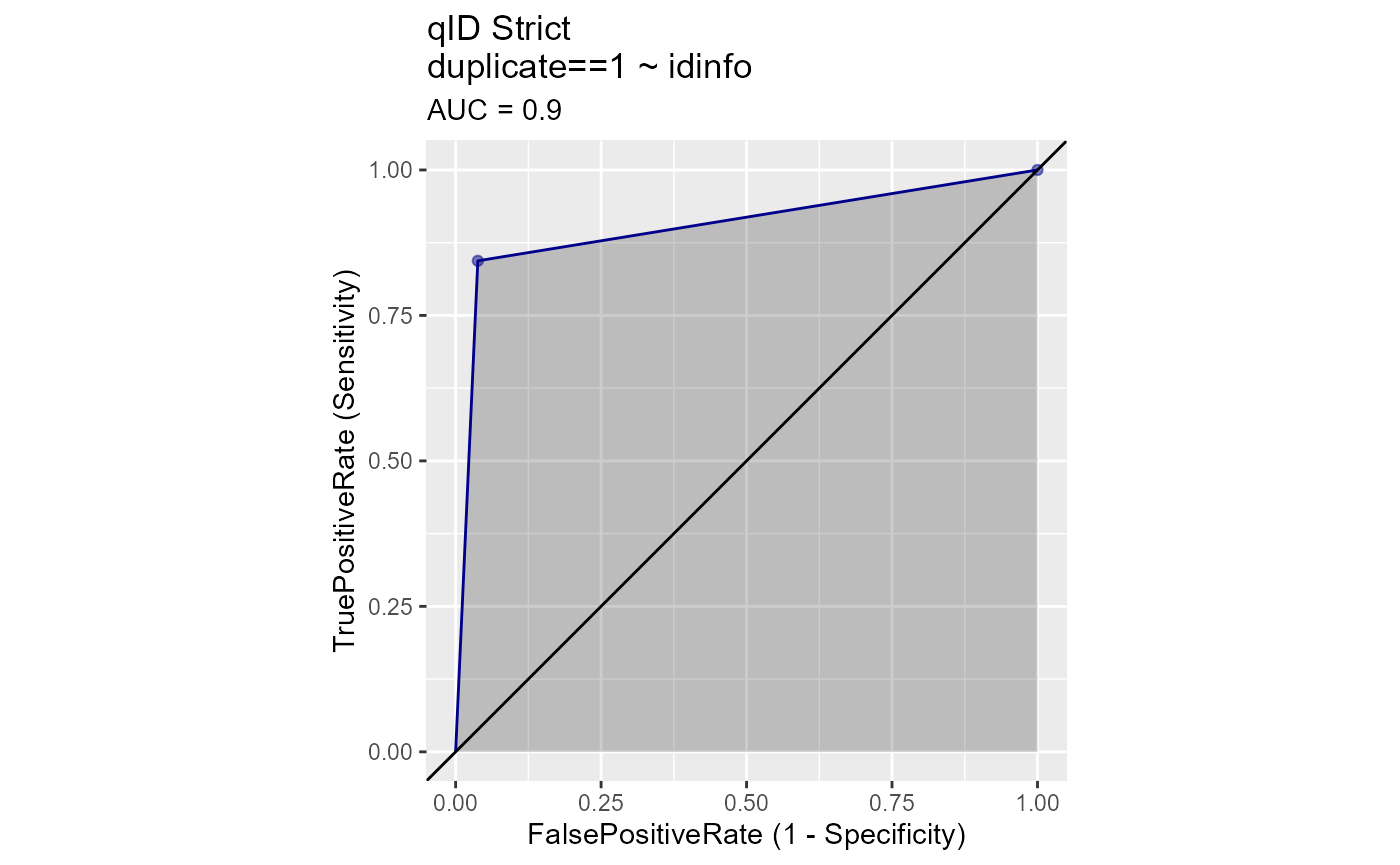 qID Strict
duplicate==1 ~ idinfo
AUC = 0.9
TruePositiveRate (Sensitivity)
1.00
0.75
0.50
0.25
0.00
0.00 0.25 0.50 0.75 1.00
FalsePositiveRate (1 - Specificity)